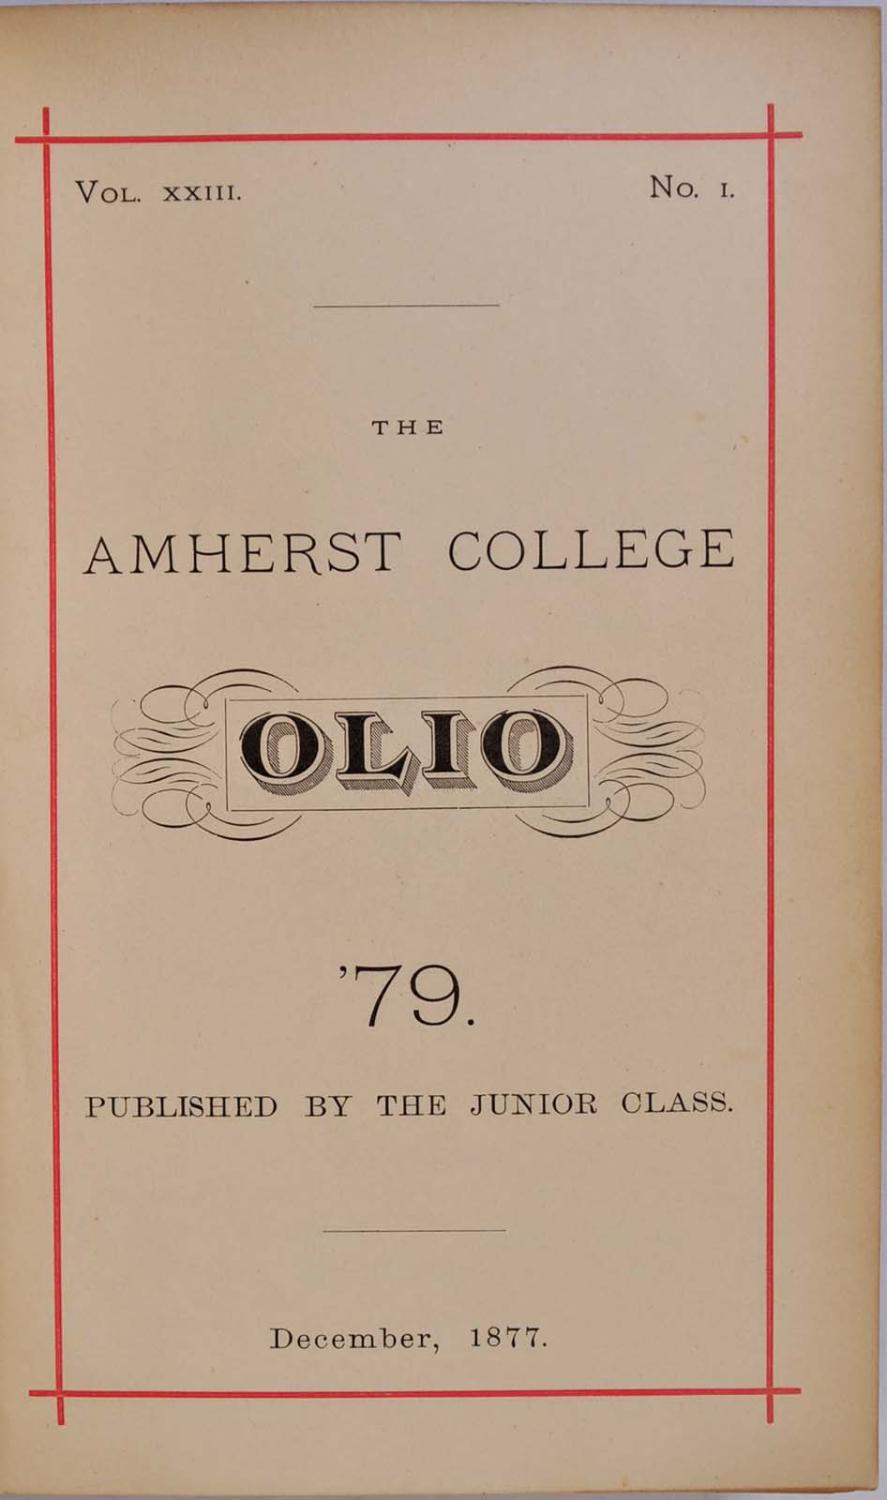 VOL. XXIII. NO. I.
THE
AMHERST COLLEGE
OLIO
'79.
PUBLISHED BY THE JUNIOR CLASS.
December, 1877.